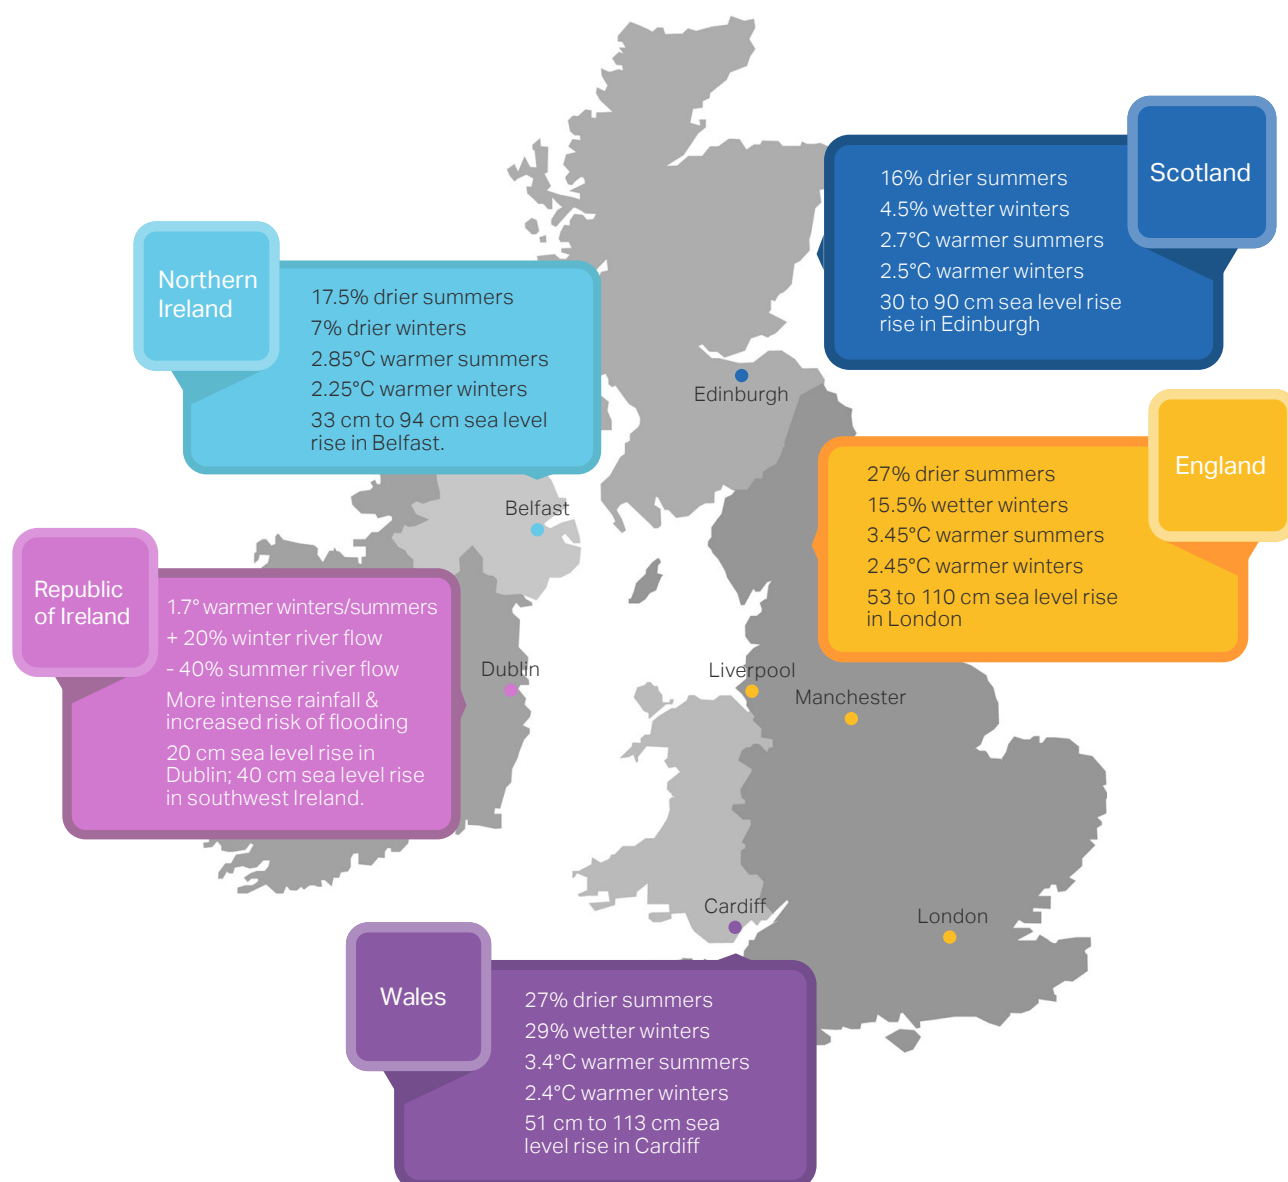 Scotland
16% drier summers
4.5% wetter winters
2.7°C warmer summers
2.5°C warmer winters
30 to 90 cm sea level rise
rise in Edinburgh
Northern
Ireland
17.5% drier summers
7% drier winters
2.85°C warmer summers
2.25°C warmer winters
33 cm to 94 cm sea level
rise in Belfast.
Edinburgh
England
27% drier summers
15.5% wetter winters
3.45°C warmer summers
2.45°C warmer winters
53 to 110 cm sea level rise
in London
Belfast
Republic
of Ireland
1.7° warmer winters/summers
+ 20% winter river flow
- 40% summer river flow
More intense rainfall &
increased risk of flooding
20 cm sea level rise in
Dublin; 40 cm sea level rise
in southwest Ireland.
Dublin
Liverpool
Manchester
Cardiff
London
Wales
27% drier summers
29% wetter winters
3.4°C warmer summers
2.4°C warmer winters
51 cm to 113 cm sea
level rise in Cardiff